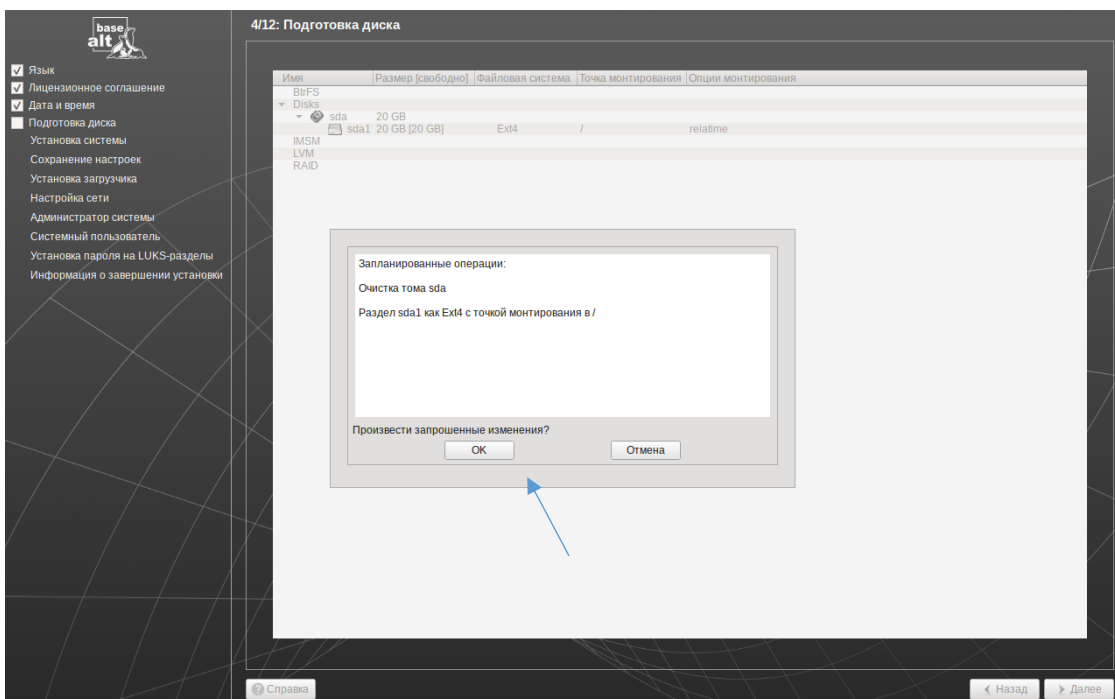 base
alt
4/12: Подготовка диска
Язык
Лицензионное соглашение
Дата и время
Подготовка диска
Установка системы
Сохранение настроек
Установка загрузчика
Настройка сети
Администратор системы
Системный пользователь
Установка пароля на LUKS-разделы
Информация о завершении установки
Имя Размер [свободно] Файловая система Точка монтирования Опции монтирования
BtrFS
Disks
sda 20 GB
sda1 20 GB [20 GB] Ext4 / relatime
IMSM
LVM
RAID
Запланированные операции:
Очистка тома sda
Раздел sda1 как Ext4 с точкой монтирования в /
Произвести запрошенные изменения?
OK Отмена
Справка Назад Далее